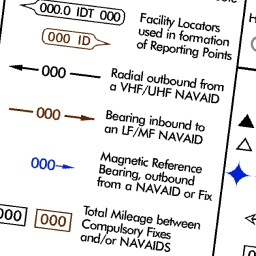 000.0 IDT 000
Facility Locators
used in formation
of Reporting Points
000 ID
000
Radial outbound from
a VHF/UHF NAVAID
000
Bearing inbound to
an LF/MF NAVAID
000
Magnetic Reference
Bearing, outbound
from a NAVAID or Fix
000
000
Total Mileage between
Compulsory Fixes
and/or NAVAIDS